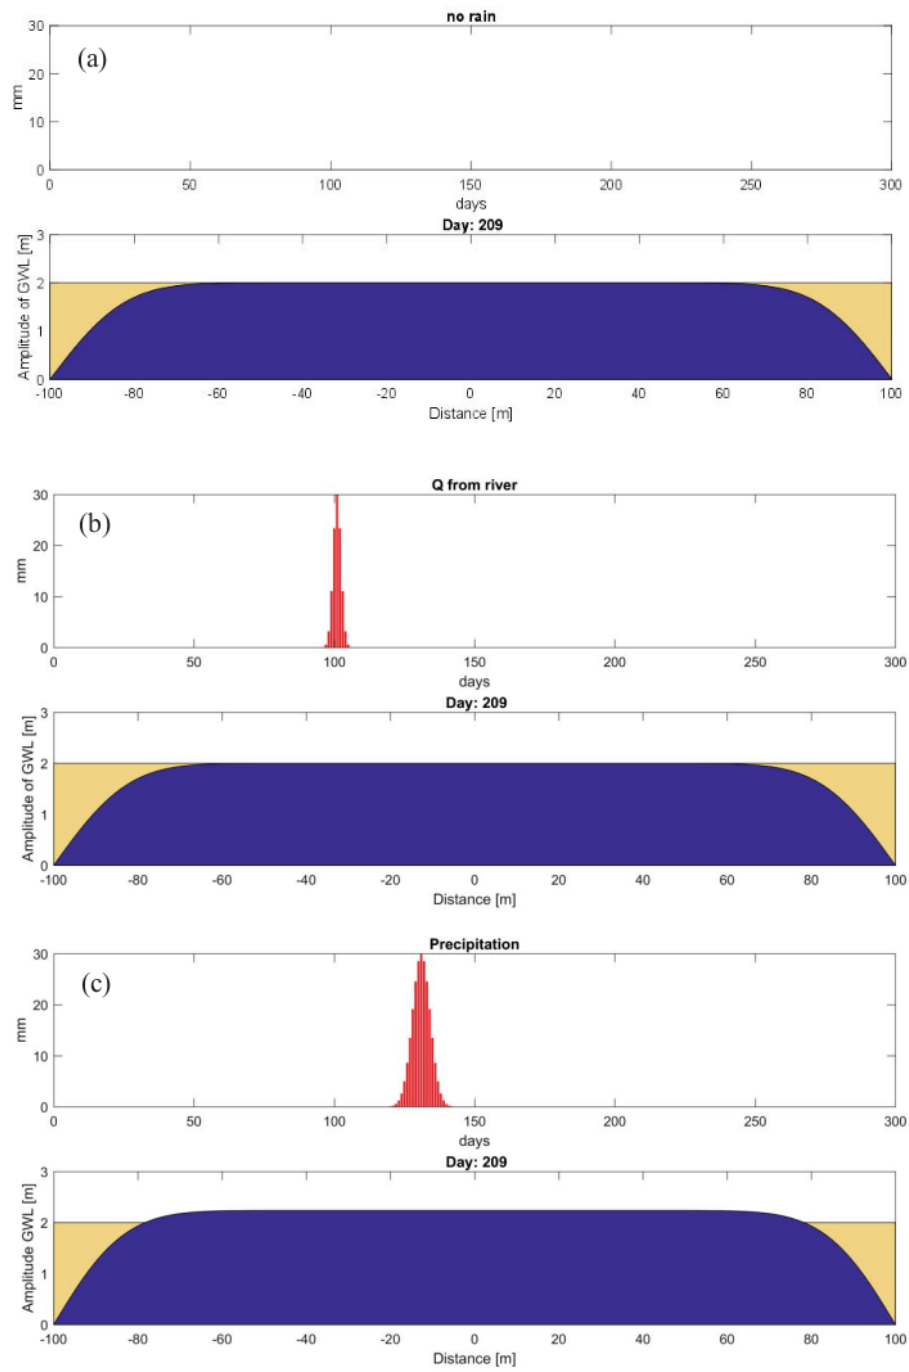 no rain
(a)
30
20
10
0
mm
0 50 100 150 200 250 300
days
Day: 209
3
2
1
0
Amplitude of GWL [m]
-100 -80 -60 -40 -20 0 20 40 60 80 100
Distance [m]
Q from river
(b)
30
20
10
0
mm
0 50 100 150 200 250 300
days
Day: 209
3
2
1
0
Amplitude of GWL [m]
-100 -80 -60 -40 -20 0 20 40 60 80 100
Distance [m]
Precipitation
(c)
30
20
10
0
mm
0 50 100 150 200 250 300
days
Day: 209
3
2
1
0
Amplitude GWL [m]
-100 -80 -60 -40 -20 0 20 40 60 80 100
Distance [m]